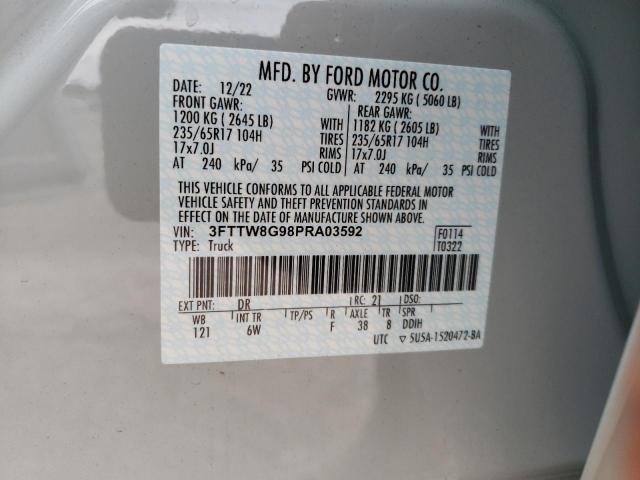 MFD. BY FORD MOTOR CO.
DATE: 12/22 GVWR: 2295 KG ( 5060 LB)
FRONT GAWR: REAR GAWR:
1200 KG ( 2645 LB) WITH 1182 KG ( 2605 LB) WITH
235/65R17 104H TIRES 235/65R17 104H TIRES
17x7.0J RIMS 17x7.0J RIMS
AT 240 kPa/ 35 PSI COLD AT 240 kPa/ 35 PSI COLD
THIS VEHICLE CONFORMS TO ALL APPLICABLE FEDERAL MOTOR
VEHICLE SAFETY AND THEFT PREVENTION STANDARDS IN
EFFECT ON THE DATE OF MANUFACTURE SHOWN ABOVE.
VIN: 3FTTW8G98PRA03592 F0114
TYPE: Truck T0322
EXT PNT: DR RC: 21 DSO:
WB INT TR TP/PS R AXLE TR SPR
121 6W F 38 8 DDIH
UTC ▽ 5U5A-1520472-BA